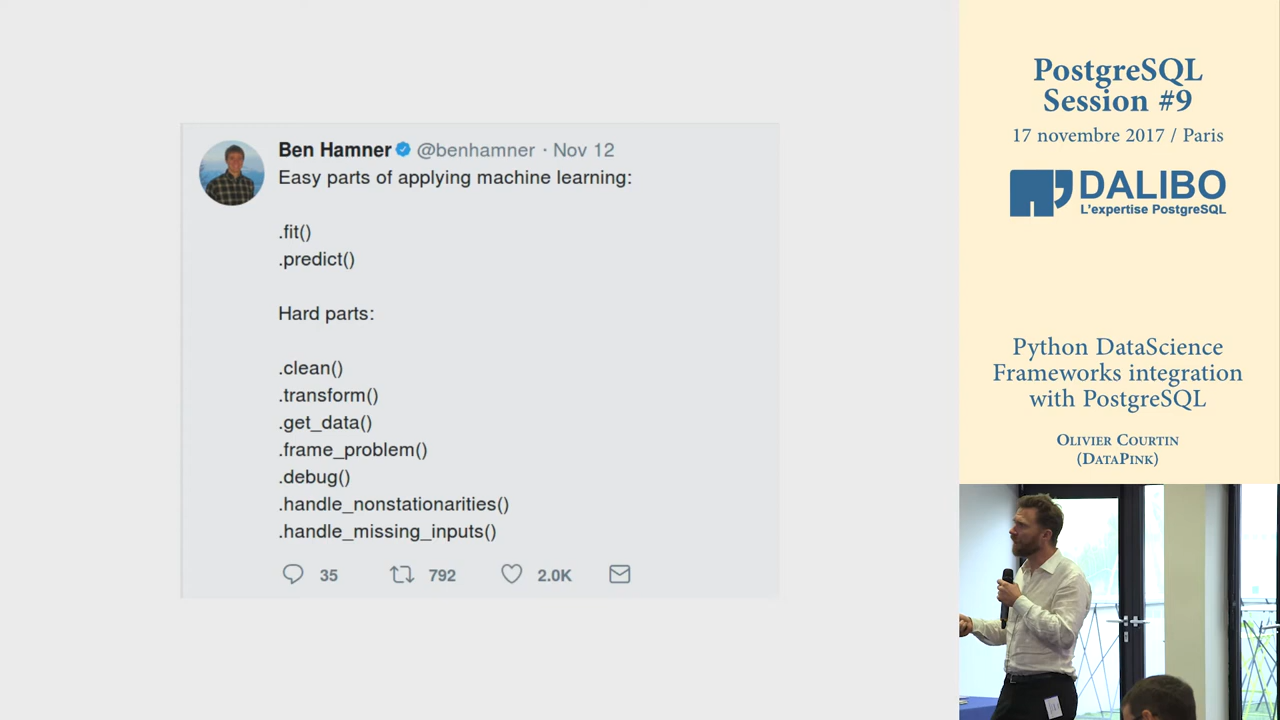 Ben Hamner @benhamner · Nov 12
Easy parts of applying machine learning:
.fit()
.predict()
Hard parts:
.clean()
.transform()
.get_data()
.frame_problem()
.debug()
.handle_nonstationarities()
.handle_missing_inputs()
35 792 2.0K
PostgreSQL
Session #9
17 novembre 2017 / Paris
DALIBO
L'expertise PostgreSQL
Python DataScience
Frameworks integration
with PostgreSQL
Olivier Courtin
(DataPink)